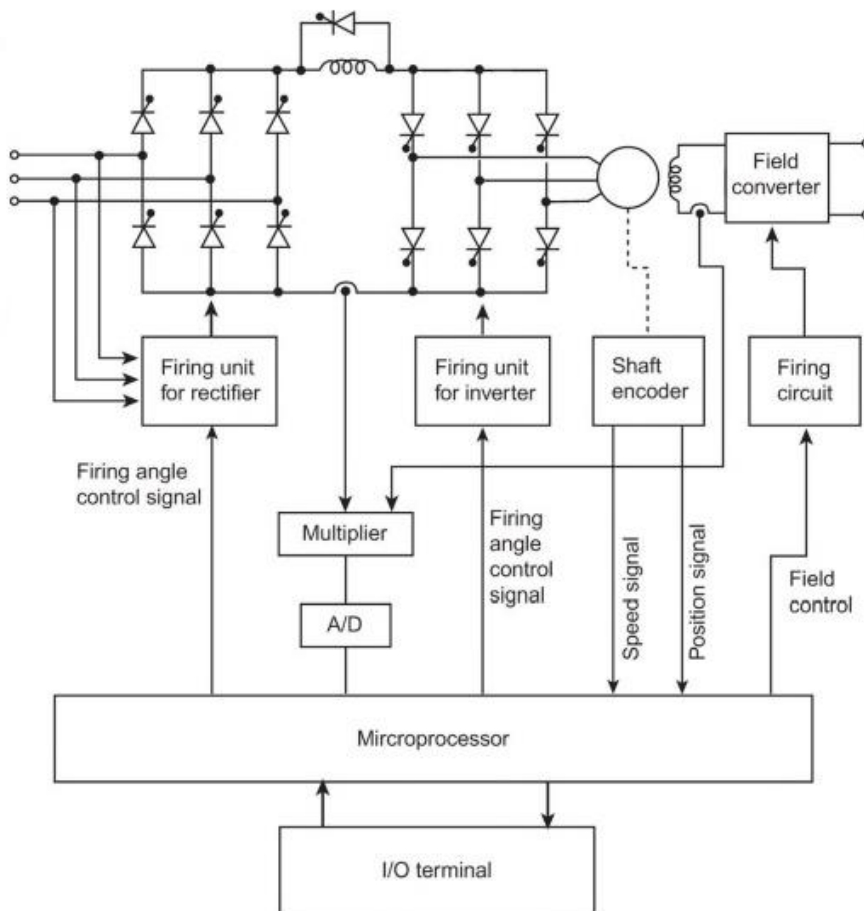 Field
converter
Firing unit
for rectifier
Firing unit
for inverter
Shaft
encoder
Firing
circuit
Firing angle
control signal
Multiplier
Firing
angle
control
signal
Speed signal
Position signal
Field
control
A/D
Mircroprocessor
I/O terminal